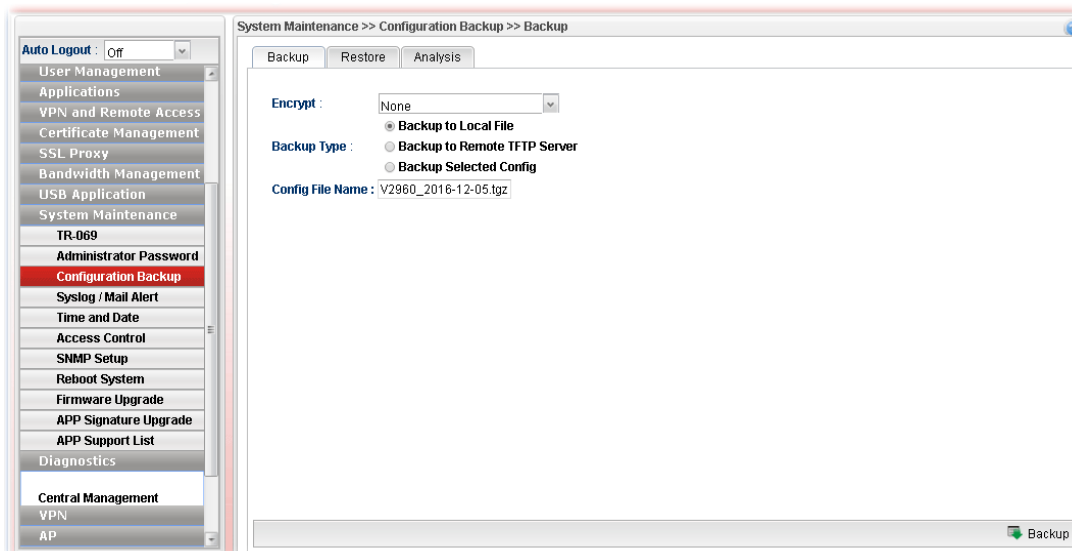 System Maintenance >> Configuration Backup >> Backup
Auto Logout : Off
User Management
Applications
VPN and Remote Access
Certificate Management
SSL Proxy
Bandwidth Management
USB Application
System Maintenance
TR-069
Administrator Password
Configuration Backup
Syslog / Mail Alert
Time and Date
Access Control
SNMP Setup
Reboot System
Firmware Upgrade
APP Signature Upgrade
APP Support List
Diagnostics
Central Management
VPN
AP
Backup Restore Analysis
Encrypt : None
Backup Type :
Backup to Local File
Backup to Remote TFTP Server
Backup Selected Config
Config File Name : V2960_2016-12-05.tgz
Backup